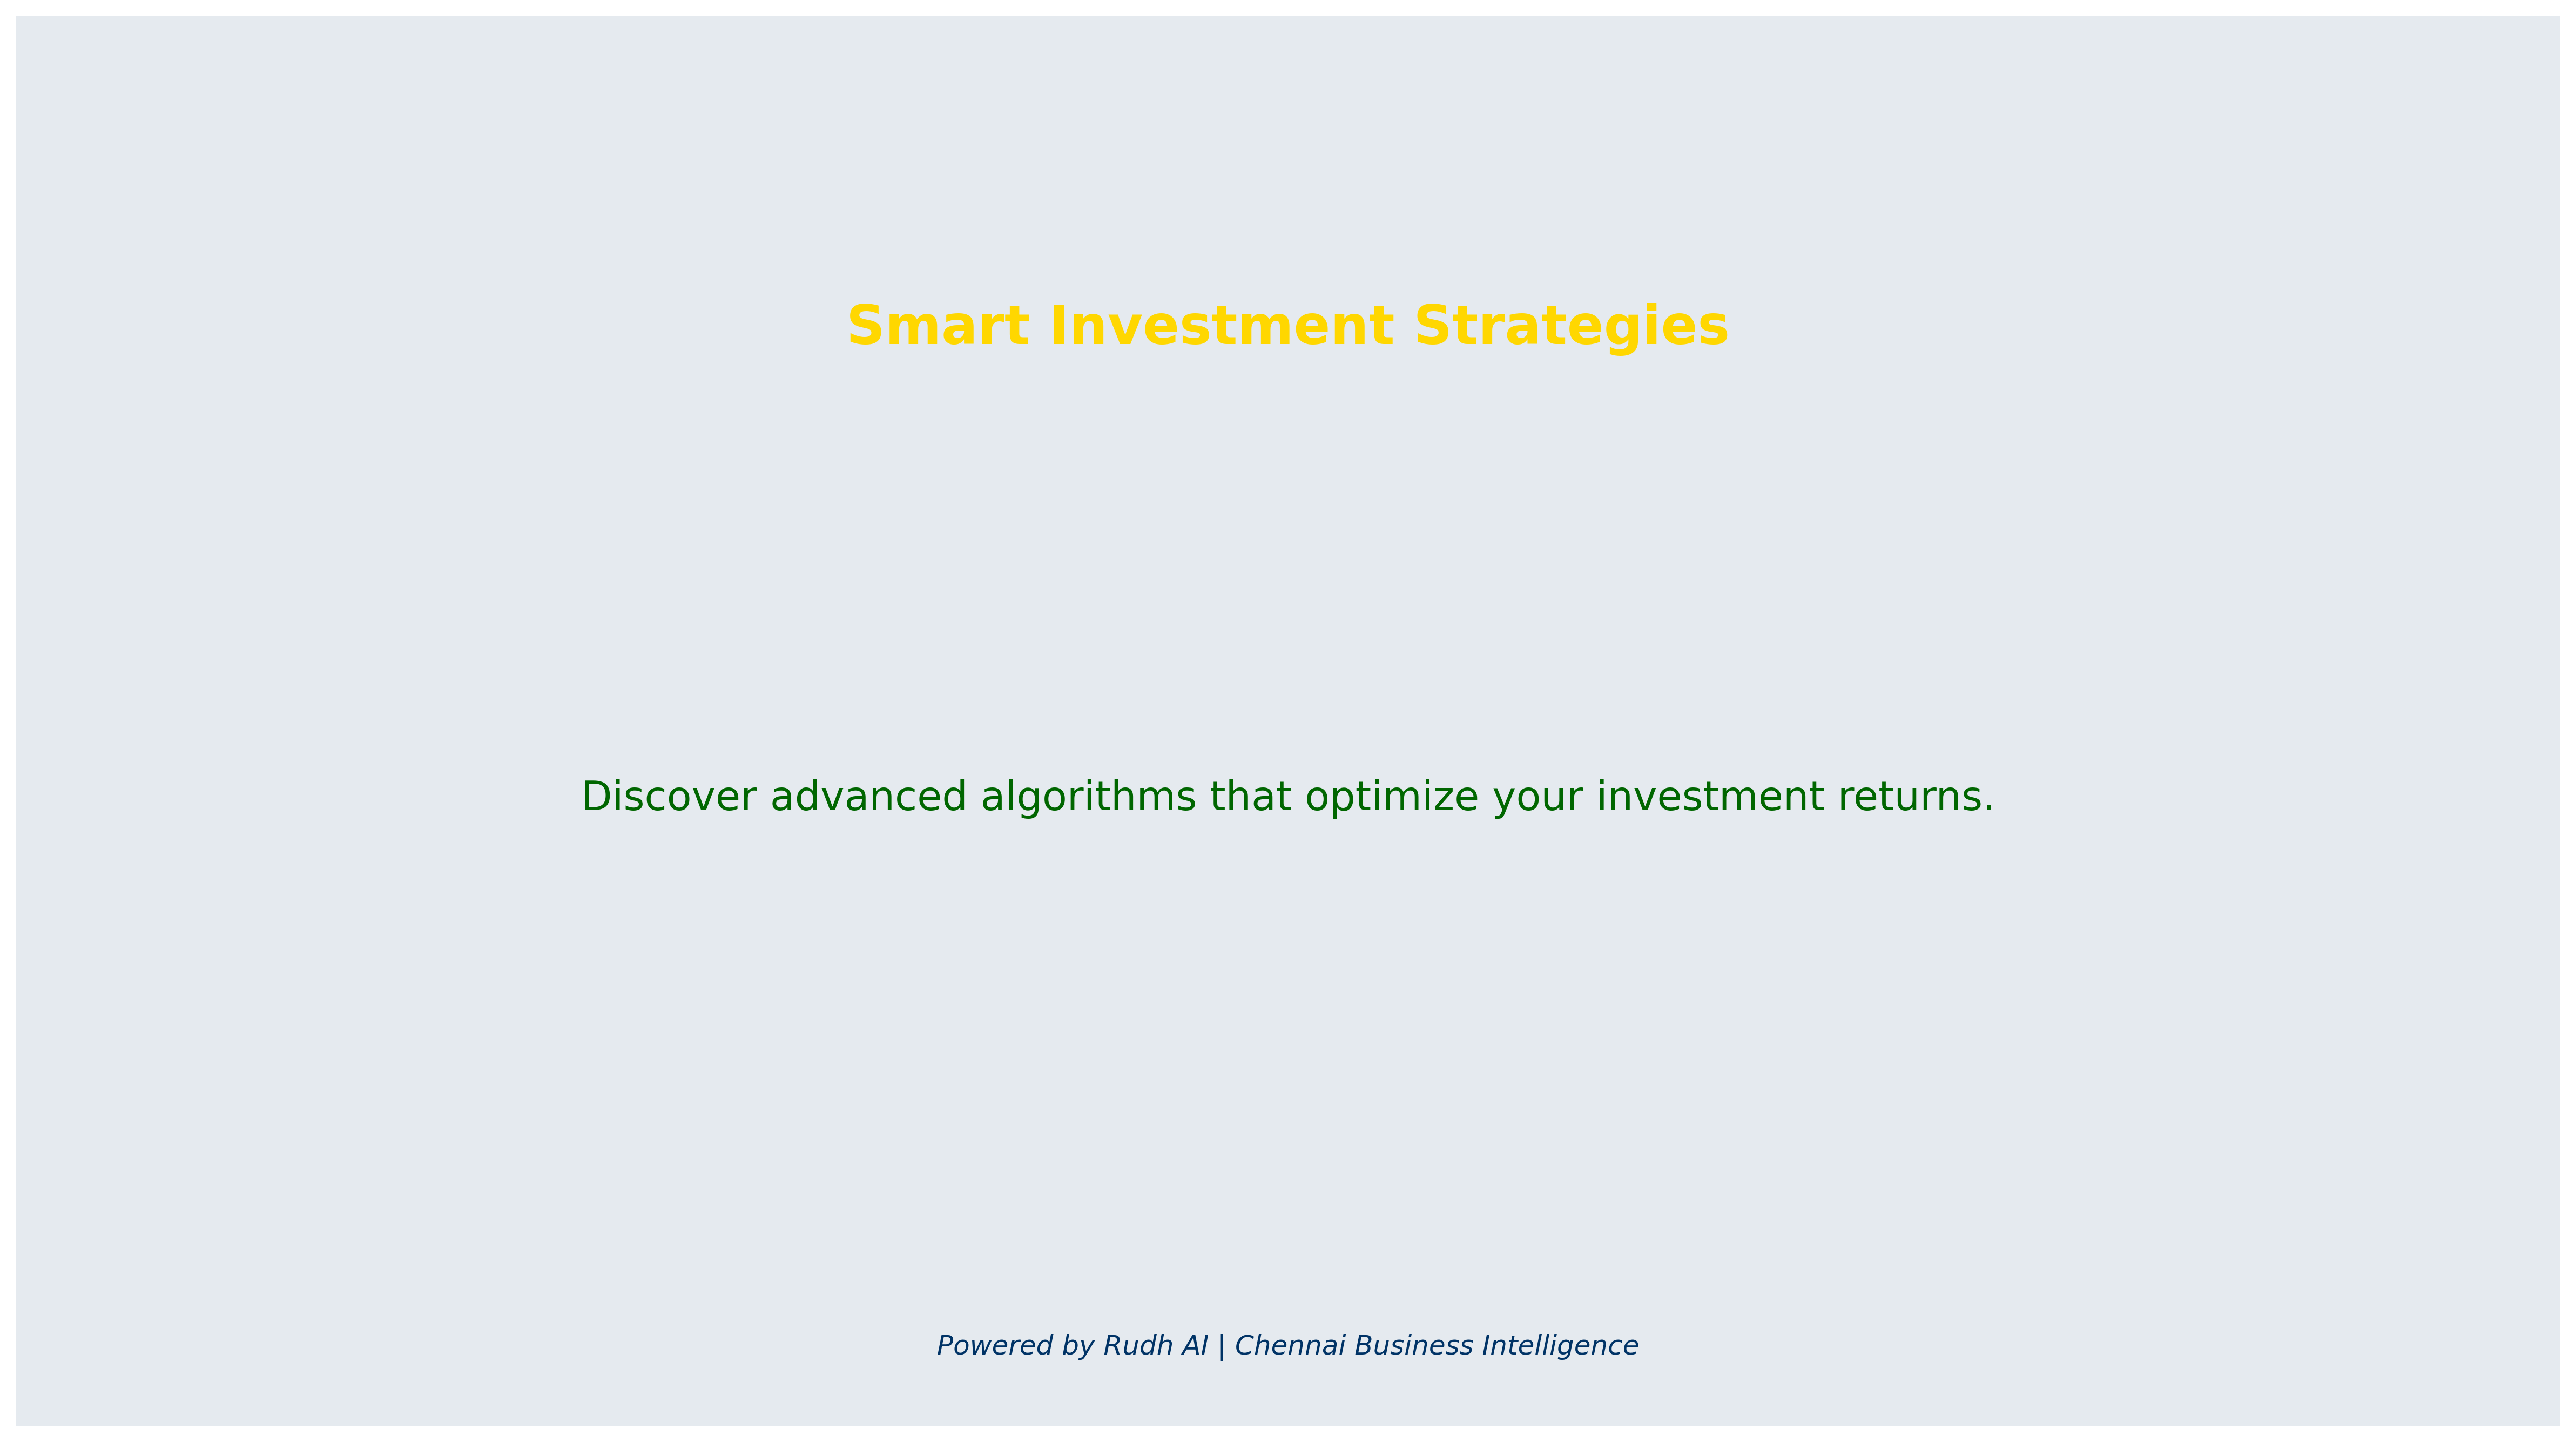 Smart Investment Strategies
Discover advanced algorithms that optimize your investment returns.
Powered by Rudh AI | Chennai Business Intelligence